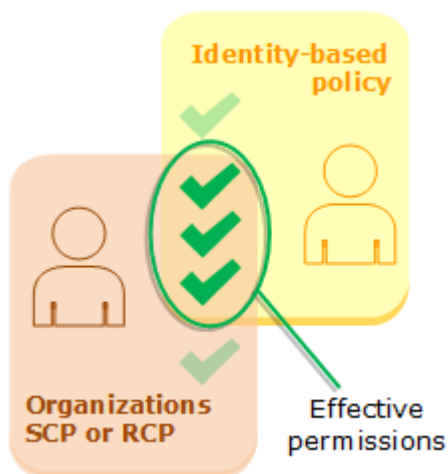 Identity-based
policy
Organizations
SCP or RCP
Effective
permissions